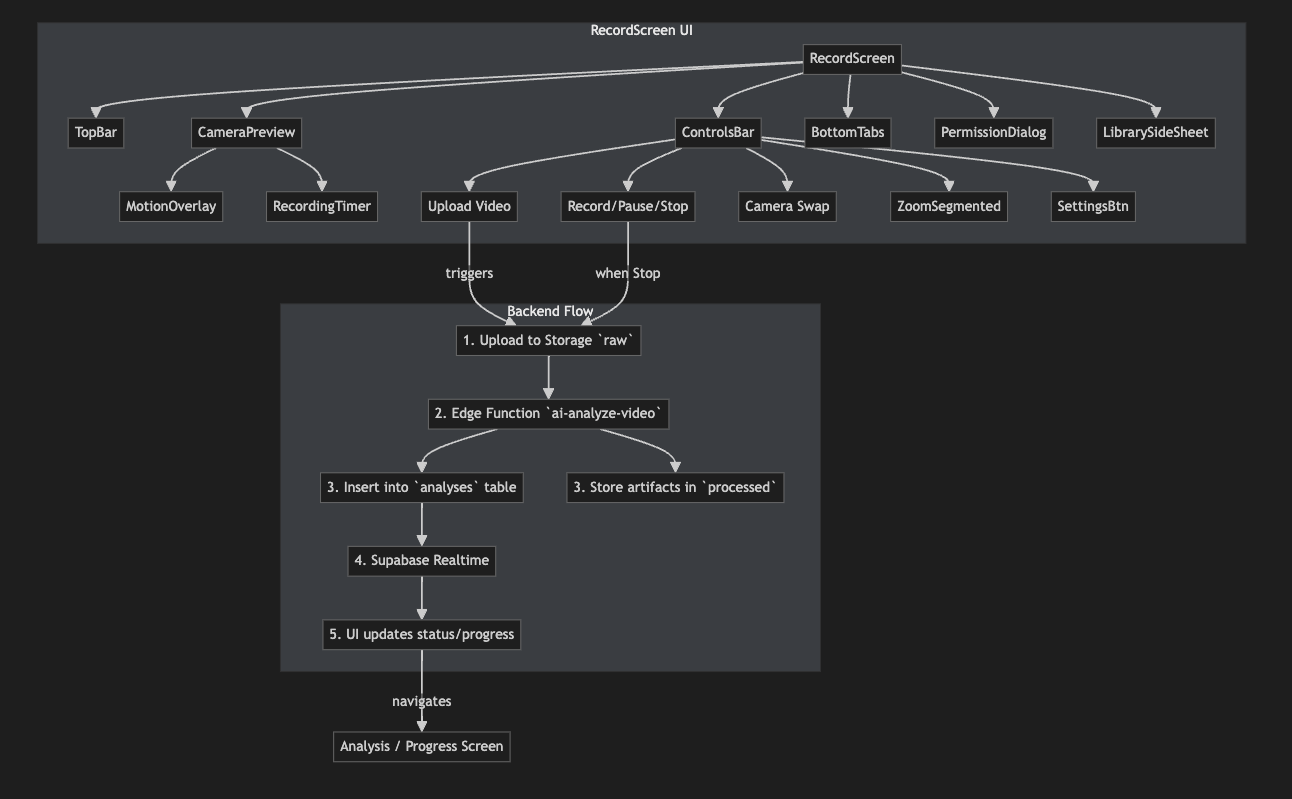 RecordScreen UI
RecordScreen
TopBar
CameraPreview
ControlsBar
BottomTabs
PermissionDialog
LibrarySideSheet
MotionOverlay
RecordingTimer
Upload Video
Record/Pause/Stop
Camera Swap
ZoomSegmented
SettingsBtn
triggers
when Stop
Backend Flow
1. Upload to Storage `raw`
2. Edge Function `ai-analyze-video`
3. Insert into `analyses` table
3. Store artifacts in `processed`
4. Supabase Realtime
5. UI updates status/progress
navigates
Analysis / Progress Screen